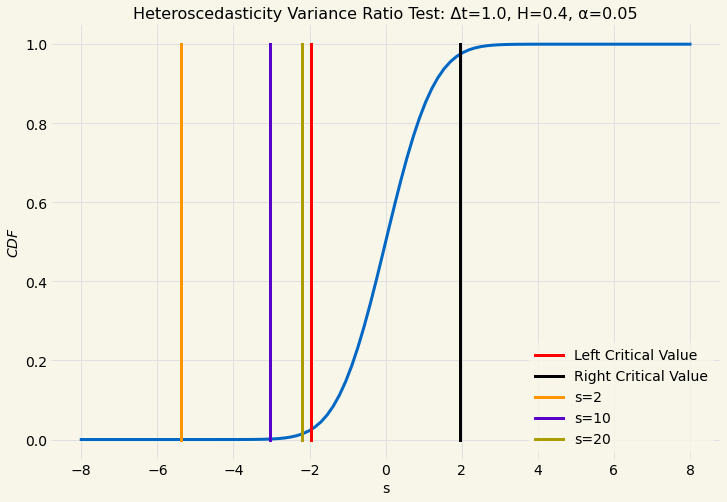 Heteroscedasticity Variance Ratio Test: Δt=1.0, H=0.4, α=0.05
CDF
1.0
0.8
0.6
0.4
0.2
0.0
Left Critical Value
Right Critical Value
s=2
s=10
s=20
−8 −6 −4 −2 0 2 4 6 8
s